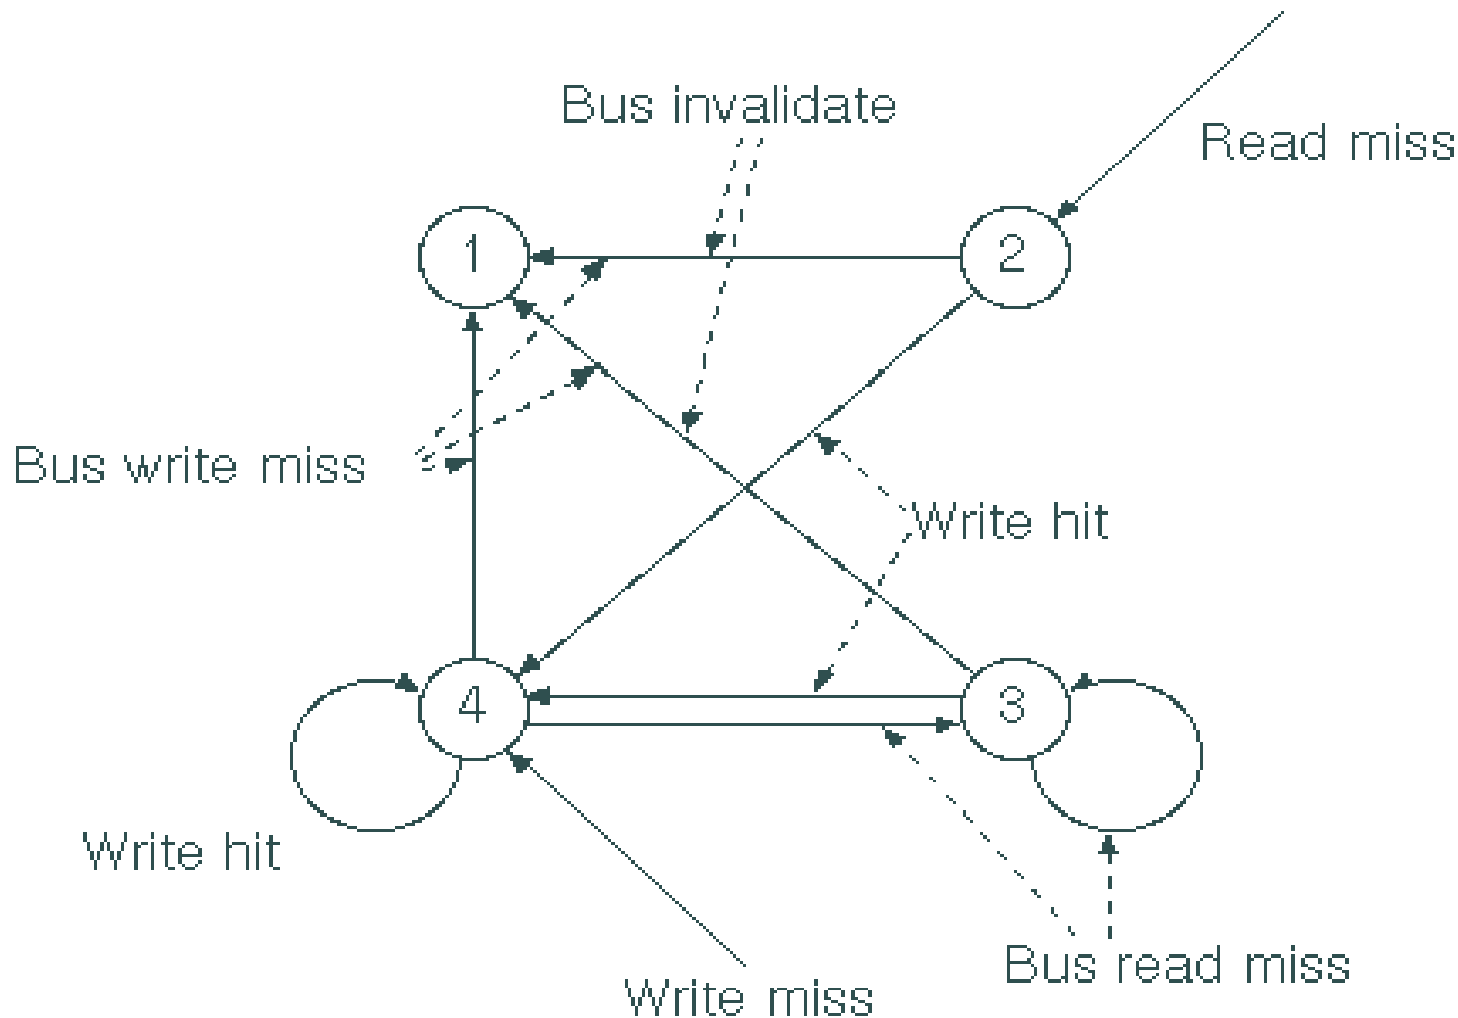 Bus invalidate
Read miss
1
2
Bus write miss
Write hit
4
3
Write hit
Bus read miss
Write miss